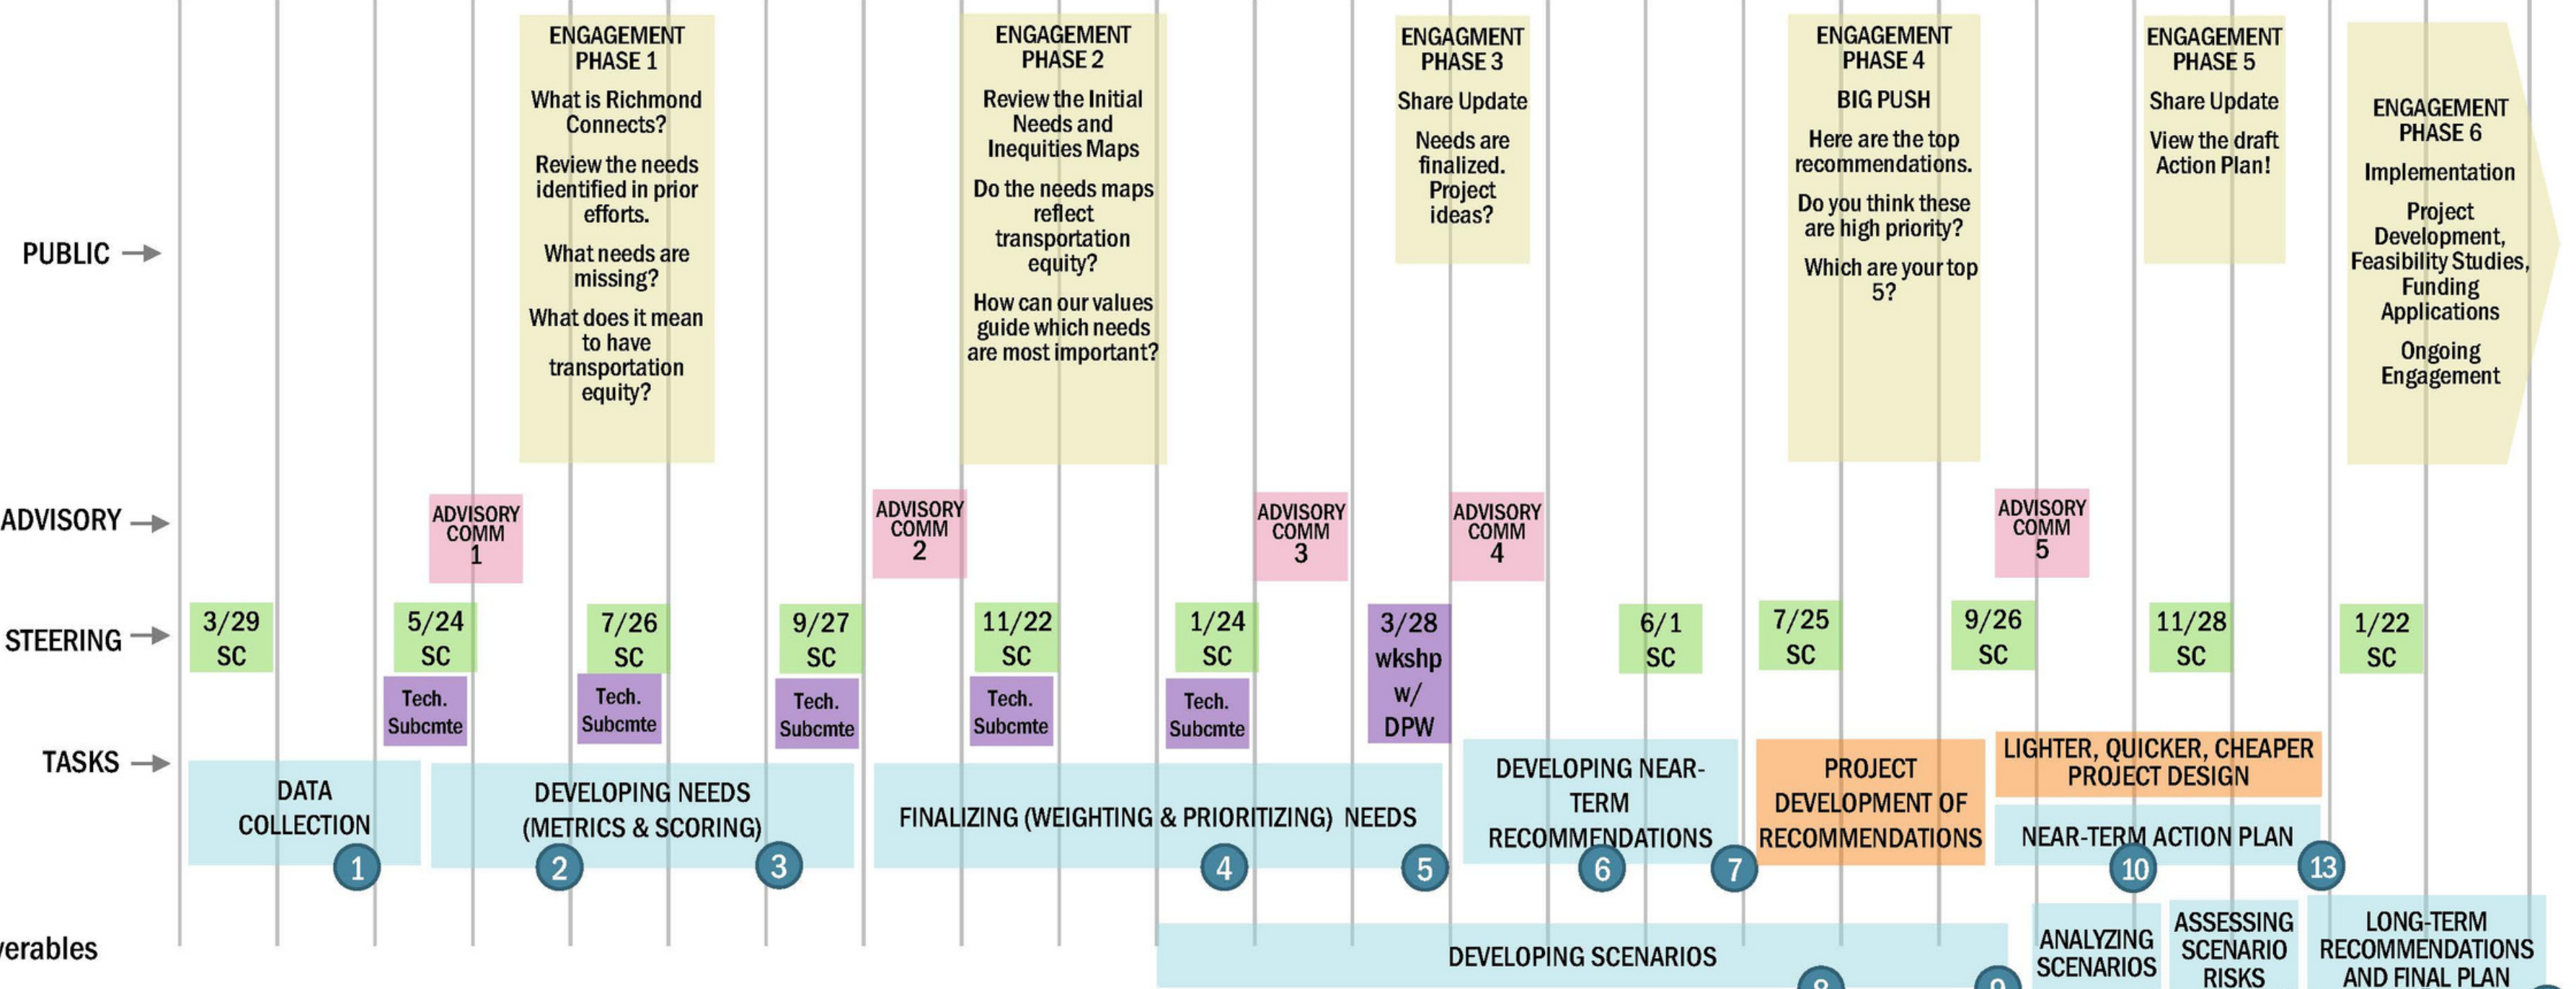 ENGAGEMENT
PHASE 1
What is Richmond
Connects?
Review the needs
identified in prior
efforts.
What needs are
missing?
What does it mean
to have
transportation
equity?
ENGAGEMENT
PHASE 2
Review the Initial
Needs and
Inequities Maps
Do the needs maps
reflect
transportation
equity?
How can our values
guide which needs
are most important?
ENGAGMENT
PHASE 3
Share Update
Needs are
finalized.
Project
ideas?
ENGAGEMENT
PHASE 4
BIG PUSH
Here are the top
recommendations.
Do you think these
are high priority?
Which are your top
5?
ENGAGEMENT
PHASE 5
Share Update
View the draft
Action Plan!
ENGAGEMENT
PHASE 6
Implementation
Project
Development,
Feasibility Studies,
Funding
Applications
Ongoing
Engagement
PUBLIC
ADVISORY
ADVISORY
COMM
1
ADVISORY
COMM
2
ADVISORY
COMM
3
ADVISORY
COMM
4
ADVISORY
COMM
5
STEERING
3/29
SC
5/24
SC
7/26
SC
9/27
SC
11/22
SC
1/24
SC
3/28
wkshp
w/
DPW
6/1
SC
7/25
SC
9/26
SC
11/28
SC
1/22
SC
Tech.
Subcmte
Tech.
Subcmte
Tech.
Subcmte
Tech.
Subcmte
Tech.
Subcmte
TASKS
DATA
COLLECTION
1
DEVELOPING NEEDS
(METRICS & SCORING)
2
3
FINALIZING (WEIGHTING & PRIORITIZING) NEEDS
4
5
DEVELOPING NEAR-
TERM
RECOMMENDATIONS
6
7
PROJECT
DEVELOPMENT OF
RECOMMENDATIONS
LIGHTER, QUICKER, CHEAPER
PROJECT DESIGN
NEAR-TERM ACTION PLAN
10
13
verables
DEVELOPING SCENARIOS
8
9
ANALYZING
SCENARIOS
ASSESSING
SCENARIO
RISKS
LONG-TERM
RECOMMENDATIONS
AND FINAL PLAN